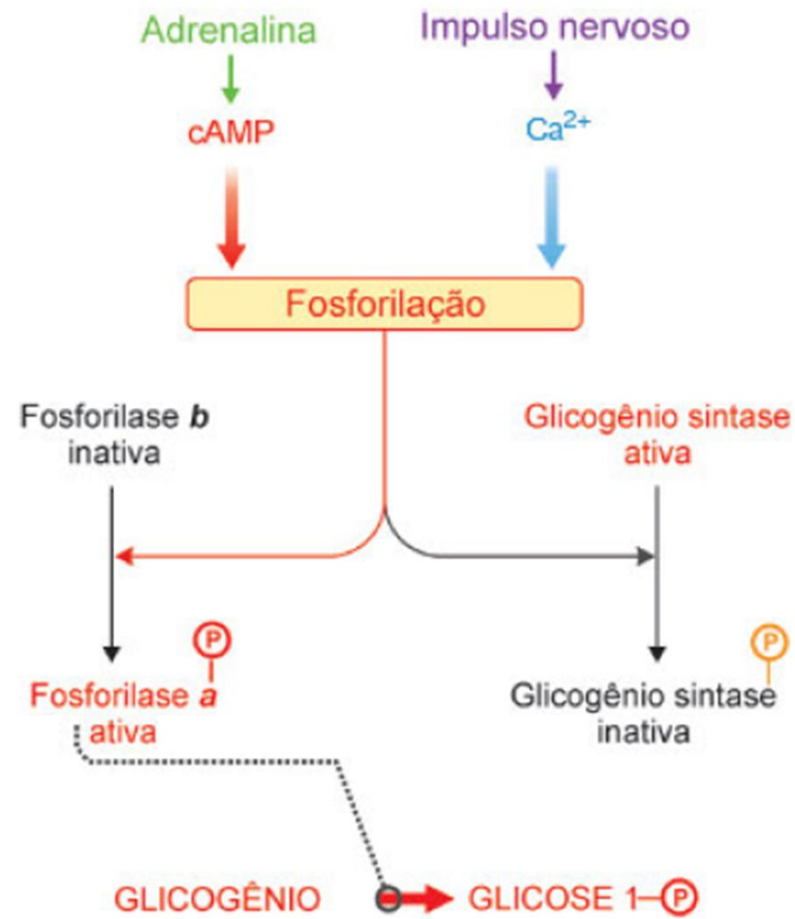 Adrenalina
Impulso nervoso
cAMP
Ca²⁺
Fosforilação
Fosforilase b
inativa
Glicogênio sintase
ativa
P
Fosforilase a
ativa
P
Glicogênio sintase
inativa
GLICOGÊNIO
GLICOSE 1–P